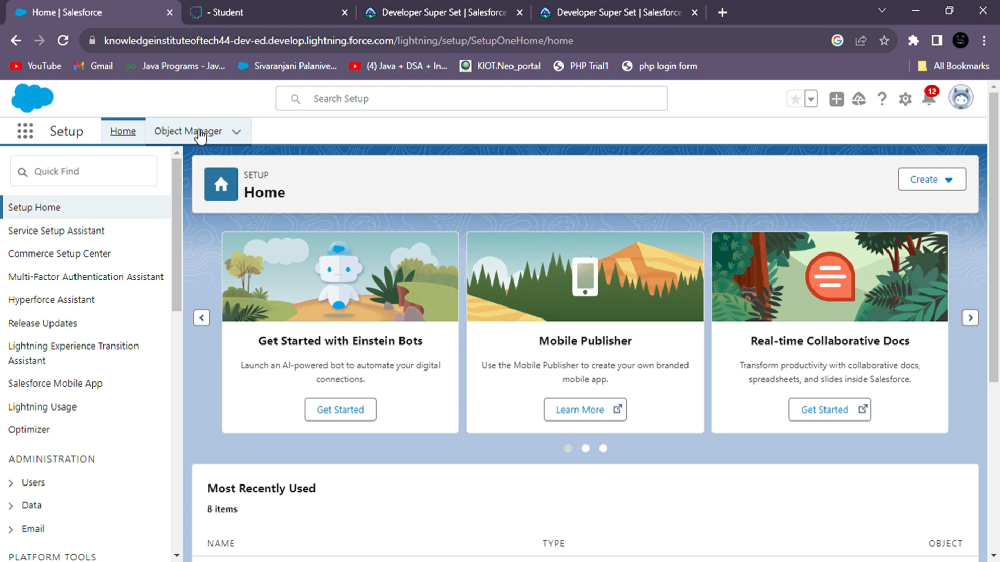 Home | Salesforce
- Student
Developer Super Set | Salesforce
Developer Super Set | Salesforce
knowledgeinstituteoftech44-dev-ed.develop.lightning.force.com/lightning/setup/SetupOneHome/home
YouTube
Gmail
Java Programs - Jav...
Sivaranjani Palanive...
(4) Java + DSA + In...
KIOT.Neo_portal
PHP Trial1
php login form
All Bookmarks
Search Setup
12
Setup
Home
Object Manager
Quick Find
Setup Home
Service Setup Assistant
Commerce Setup Center
Multi-Factor Authentication Assistant
Hyperforce Assistant
Release Updates
Lightning Experience Transition
Assistant
Salesforce Mobile App
Lightning Usage
Optimizer
ADMINISTRATION
Users
Data
Email
PLATFORM TOOLS
SETUP
Home
Create
Get Started with Einstein Bots
Launch an AI-powered bot to automate your digital
connections.
Get Started
Mobile Publisher
Use the Mobile Publisher to create your own branded
mobile app.
Learn More
Real-time Collaborative Docs
Transform productivity with collaborative docs,
spreadsheets, and slides inside Salesforce.
Get Started
Most Recently Used
8 items
NAME
TYPE
OBJECT